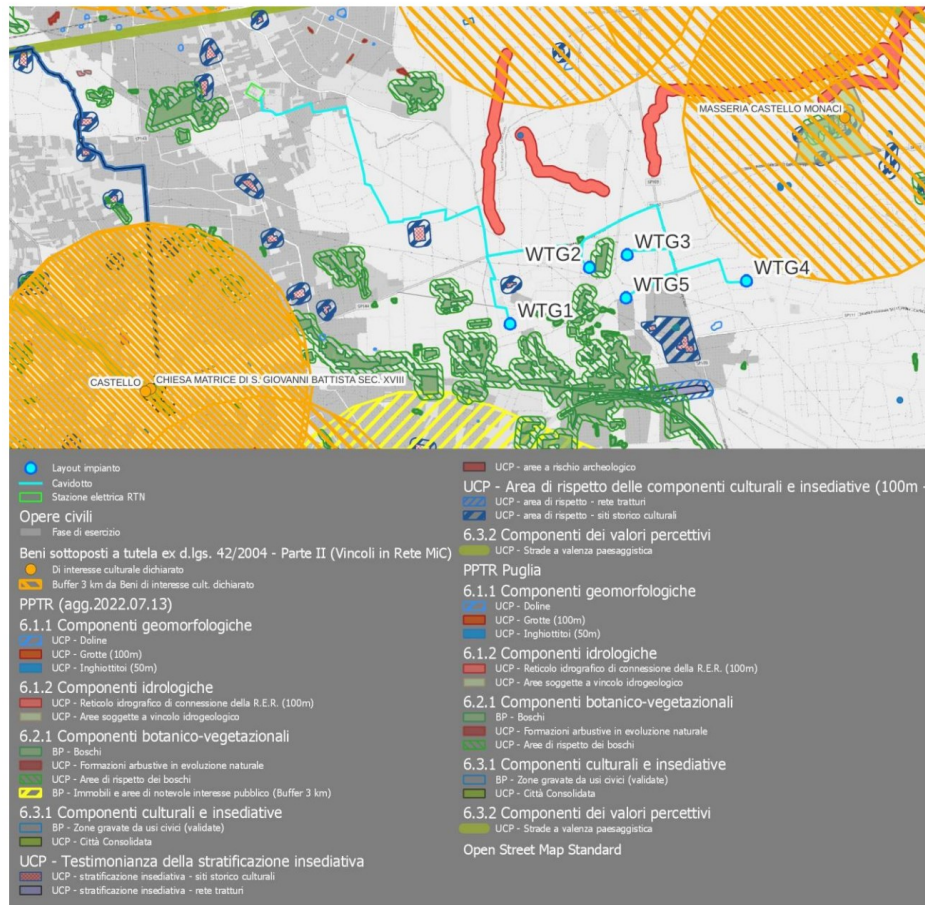 MASSERIA CASTELLO MONACI
WTG3
WTG2
WTG4
WTG5
WTG1
CASTELLO
CHIESA MATRICE DI S. GIOVANNI BATTISTA SEC. XVIII
Layout impianto
Cavidotto
Stazione elettrica RTN
Opere civili
Fase di esercizio
Beni sottoposti a tutela ex d.lgs. 42/2004 - Parte II (Vincoli in Rete MiC)
Di interesse culturale dichiarato
Buffer 3 km da Beni di interesse cult. dichiarato
PPTR (agg.2022.07.13)
6.1.1 Componenti geomorfologiche
UCP - Doline
UCP - Grotte (100m)
UCP - Inghiottitoi (50m)
6.1.2 Componenti idrologiche
UCP - Reticolo idrografico di connessione della R.E.R. (100m)
UCP - Aree soggette a vincolo idrogeologico
6.2.1 Componenti botanico-vegetazionali
BP - Boschi
UCP - Formazioni arbustive in evoluzione naturale
UCP - Aree di rispetto dei boschi
BP - Immobili e aree di notevole interesse pubblico (Buffer 3 km)
6.3.1 Componenti culturali e insediative
BP - Zone gravate da usi civici (validate)
UCP - Città Consolidata
UCP - Testimonianza della stratificazione insediativa
UCP - stratificazione insediativa - siti storico culturali
UCP - stratificazione insediativa - rete tratturi
UCP - aree a rischio archeologico
UCP - Area di rispetto delle componenti culturali e insediative (100m -
UCP - area di rispetto - rete tratturi
UCP - area di rispetto - siti storico culturali
6.3.2 Componenti dei valori percettivi
UCP - Strade a valenza paesaggistica
PPTR Puglia
6.1.1 Componenti geomorfologiche
UCP - Doline
UCP - Grotte (100m)
UCP - Inghiottitoi (50m)
6.1.2 Componenti idrologiche
UCP - Reticolo idrografico di connessione della R.E.R. (100m)
UCP - Aree soggette a vincolo idrogeologico
6.2.1 Componenti botanico-vegetazionali
BP - Boschi
UCP - Formazioni arbustive in evoluzione naturale
UCP - Aree di rispetto dei boschi
6.3.1 Componenti culturali e insediative
BP - Zone gravate da usi civici (validate)
UCP - Città Consolidata
6.3.2 Componenti dei valori percettivi
UCP - Strade a valenza paesaggistica
Open Street Map Standard